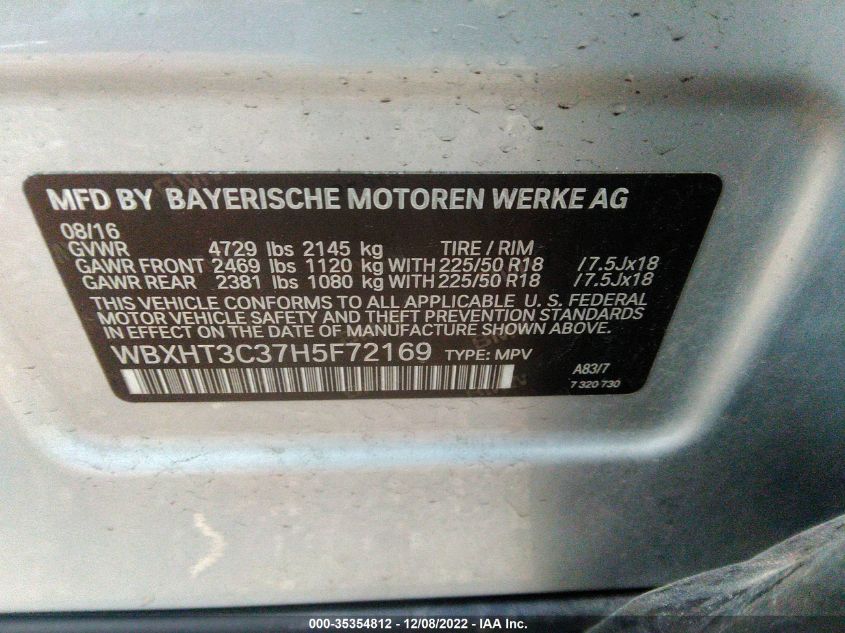 MFD BY BAYERISCHE MOTOREN WERKE AG
08/16
GVWR 4729 lbs 2145 kg TIRE / RIM
GAWR FRONT 2469 lbs 1120 kg WITH 225/50 R18 /7.5Jx18
GAWR REAR 2381 lbs 1080 kg WITH 225/50 R18 /7.5Jx18
THIS VEHICLE CONFORMS TO ALL APPLICABLE U. S. FEDERAL
MOTOR VEHICLE SAFETY AND THEFT PREVENTION STANDARDS
IN EFFECT ON THE DATE OF MANUFACTURE SHOWN ABOVE.
WBXHT3C37H5F72169 TYPE: MPV
A83/7
7 320 730
000-35354812 - 12/08/2022 - IAA Inc.